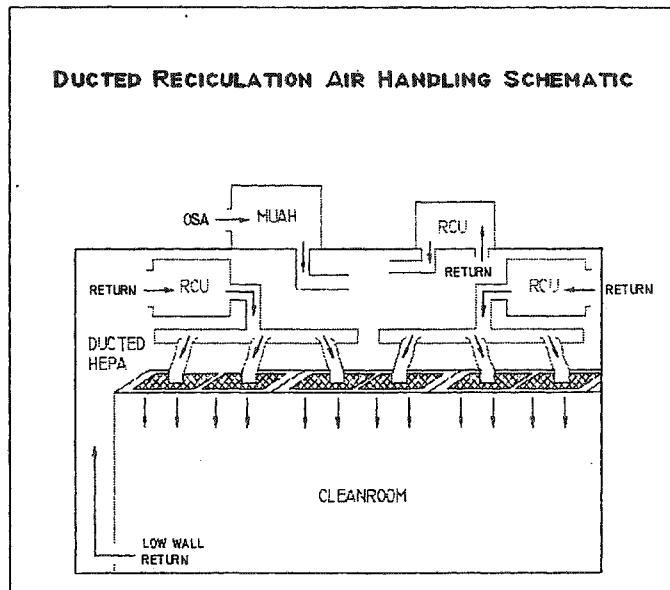 DUCTED RECICULATION AIR HANDLING SCHEMATIC
OSA
MUAH
RCU
RETURN
RETURN
RCU
RCU
RETURN
DUCTED
HEPA
CLEANROOM
LOW WALL
RETURN